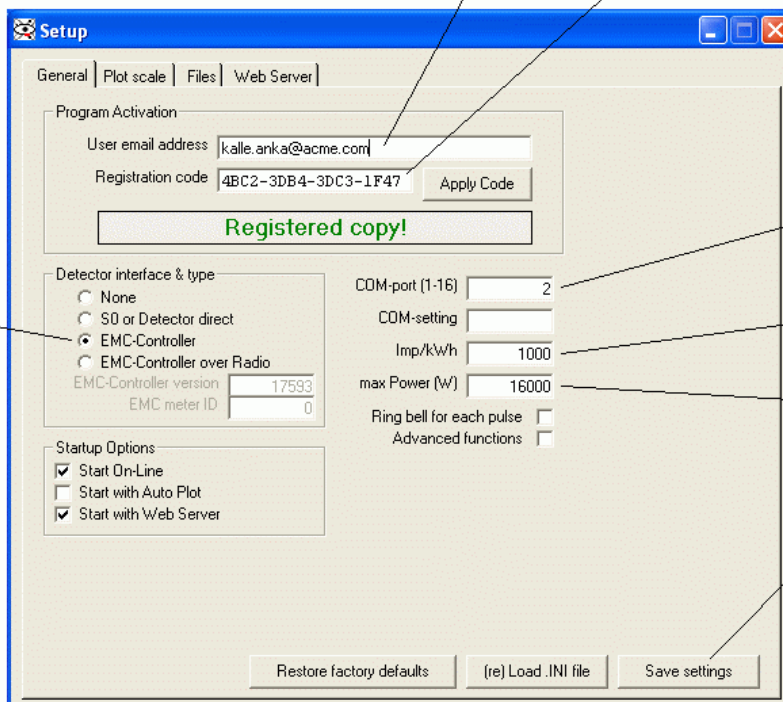 Setup
General Plot scale Files Web Server
Program Activation
User email address kalle.anka@acme.com
Registration code 4BC2-3DB4-3DC3-1F47 Apply Code
Registered copy!
Detector interface & type
None
S0 or Detector direct
EMC-Controller
EMC-Controller over Radio
EMC-Controller version 17593
EMC meter ID 0
COM-port (1-16) 2
COM-setting
Imp/kWh 1000
max Power (W) 16000
Ring bell for each pulse
Advanced functions
Startup Options
Start On-Line
Start with Auto Plot
Start with Web Server
Restore factory defaults (re) Load .INI file Save settings